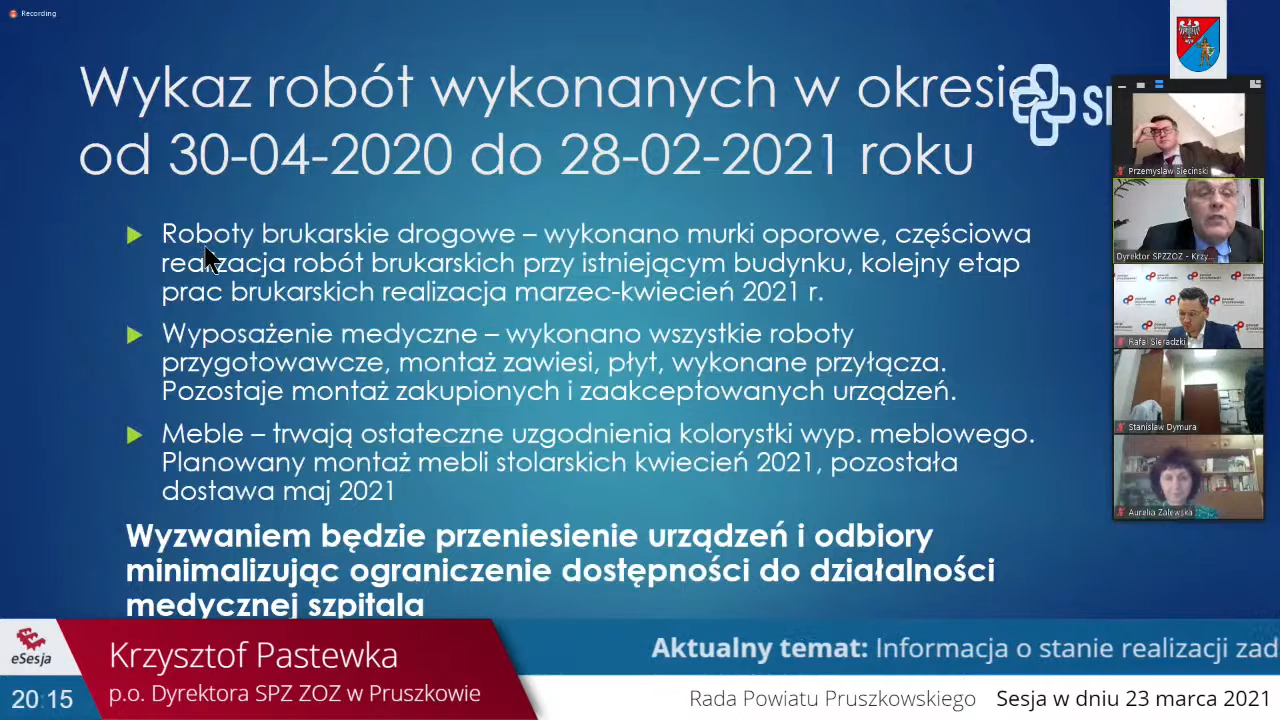 Recording
Wykaz robót wykonanych w okresie
od 30-04-2020 do 28-02-2021 roku
Roboty brukarskie drogowe – wykonano murki oporowe, częściowa
realizacja robót brukarskich przy istniejącym budynku, kolejny etap
prac brukarskich realizacja marzec-kwiecień 2021 r.
Wyposażenie medyczne – wykonano wszystkie roboty
przygotowawcze, montaż zawiesi, płyt, wykonane przyłącza.
Pozostaje montaż zakupionych i zaakceptowanych urządzeń.
Meble – trwają ostateczne uzgodnienia kolorystki wyp. meblowego.
Planowany montaż mebli stolarskich kwiecień 2021, pozostała
dostawa maj 2021
Wyzwaniem będzie przeniesienie urządzeń i odbiory
minimalizując ograniczenie dostępności do działalności
medycznej szpitala
Przemysław Sieciński
Dyrektor SPZZOZ - Krzy...
Rafał Sieradzki
Stanisław Dymura
Aurelia Zalewska
eSesja
20:15
Krzysztof Pastewka
p.o. Dyrektora SPZ ZOZ w Pruszkowie
Aktualny temat: Informacja o stanie realizacji zad
Rada Powiatu Pruszkowskiego Sesja w dniu 23 marca 2021